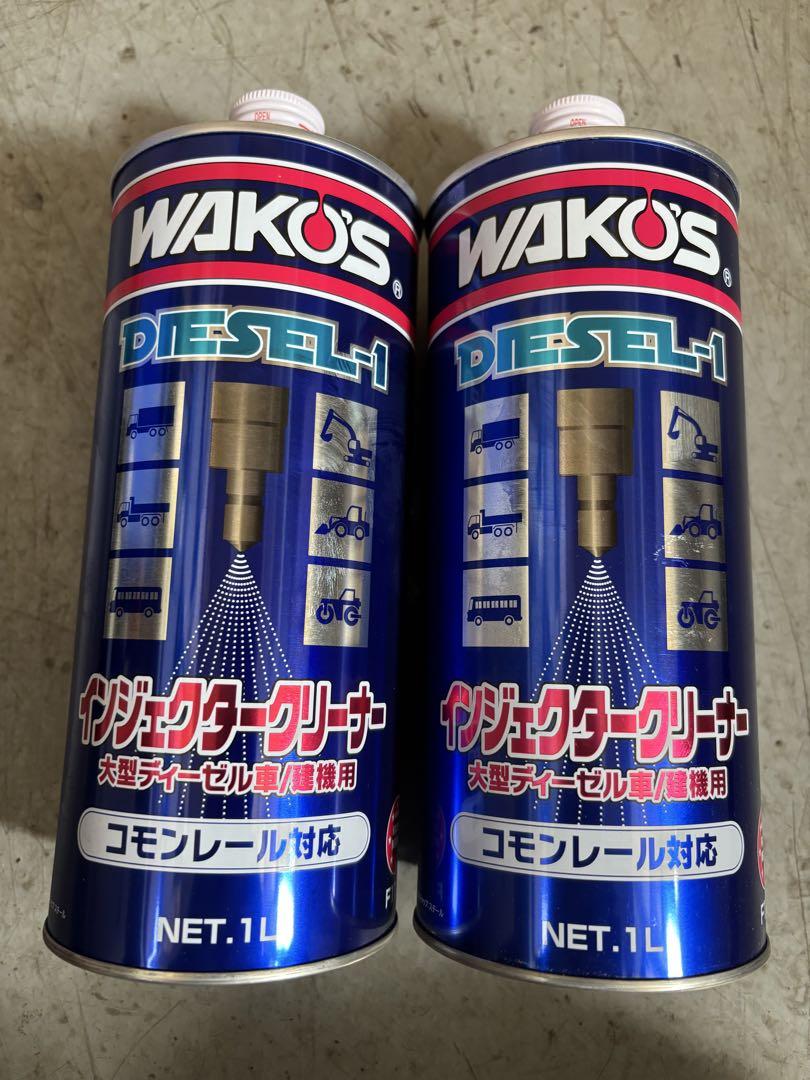 OPEN
WAKO'S®
DIESEL-1
インジェクタークリーナー
大型ディーゼル車/建機用
コモンレール対応
NET.1L
F
OPEN
WAKO'S®
DIESEL-1
インジェクタークリーナー
大型ディーゼル車/建機用
コモンレール対応
NET.1L
F